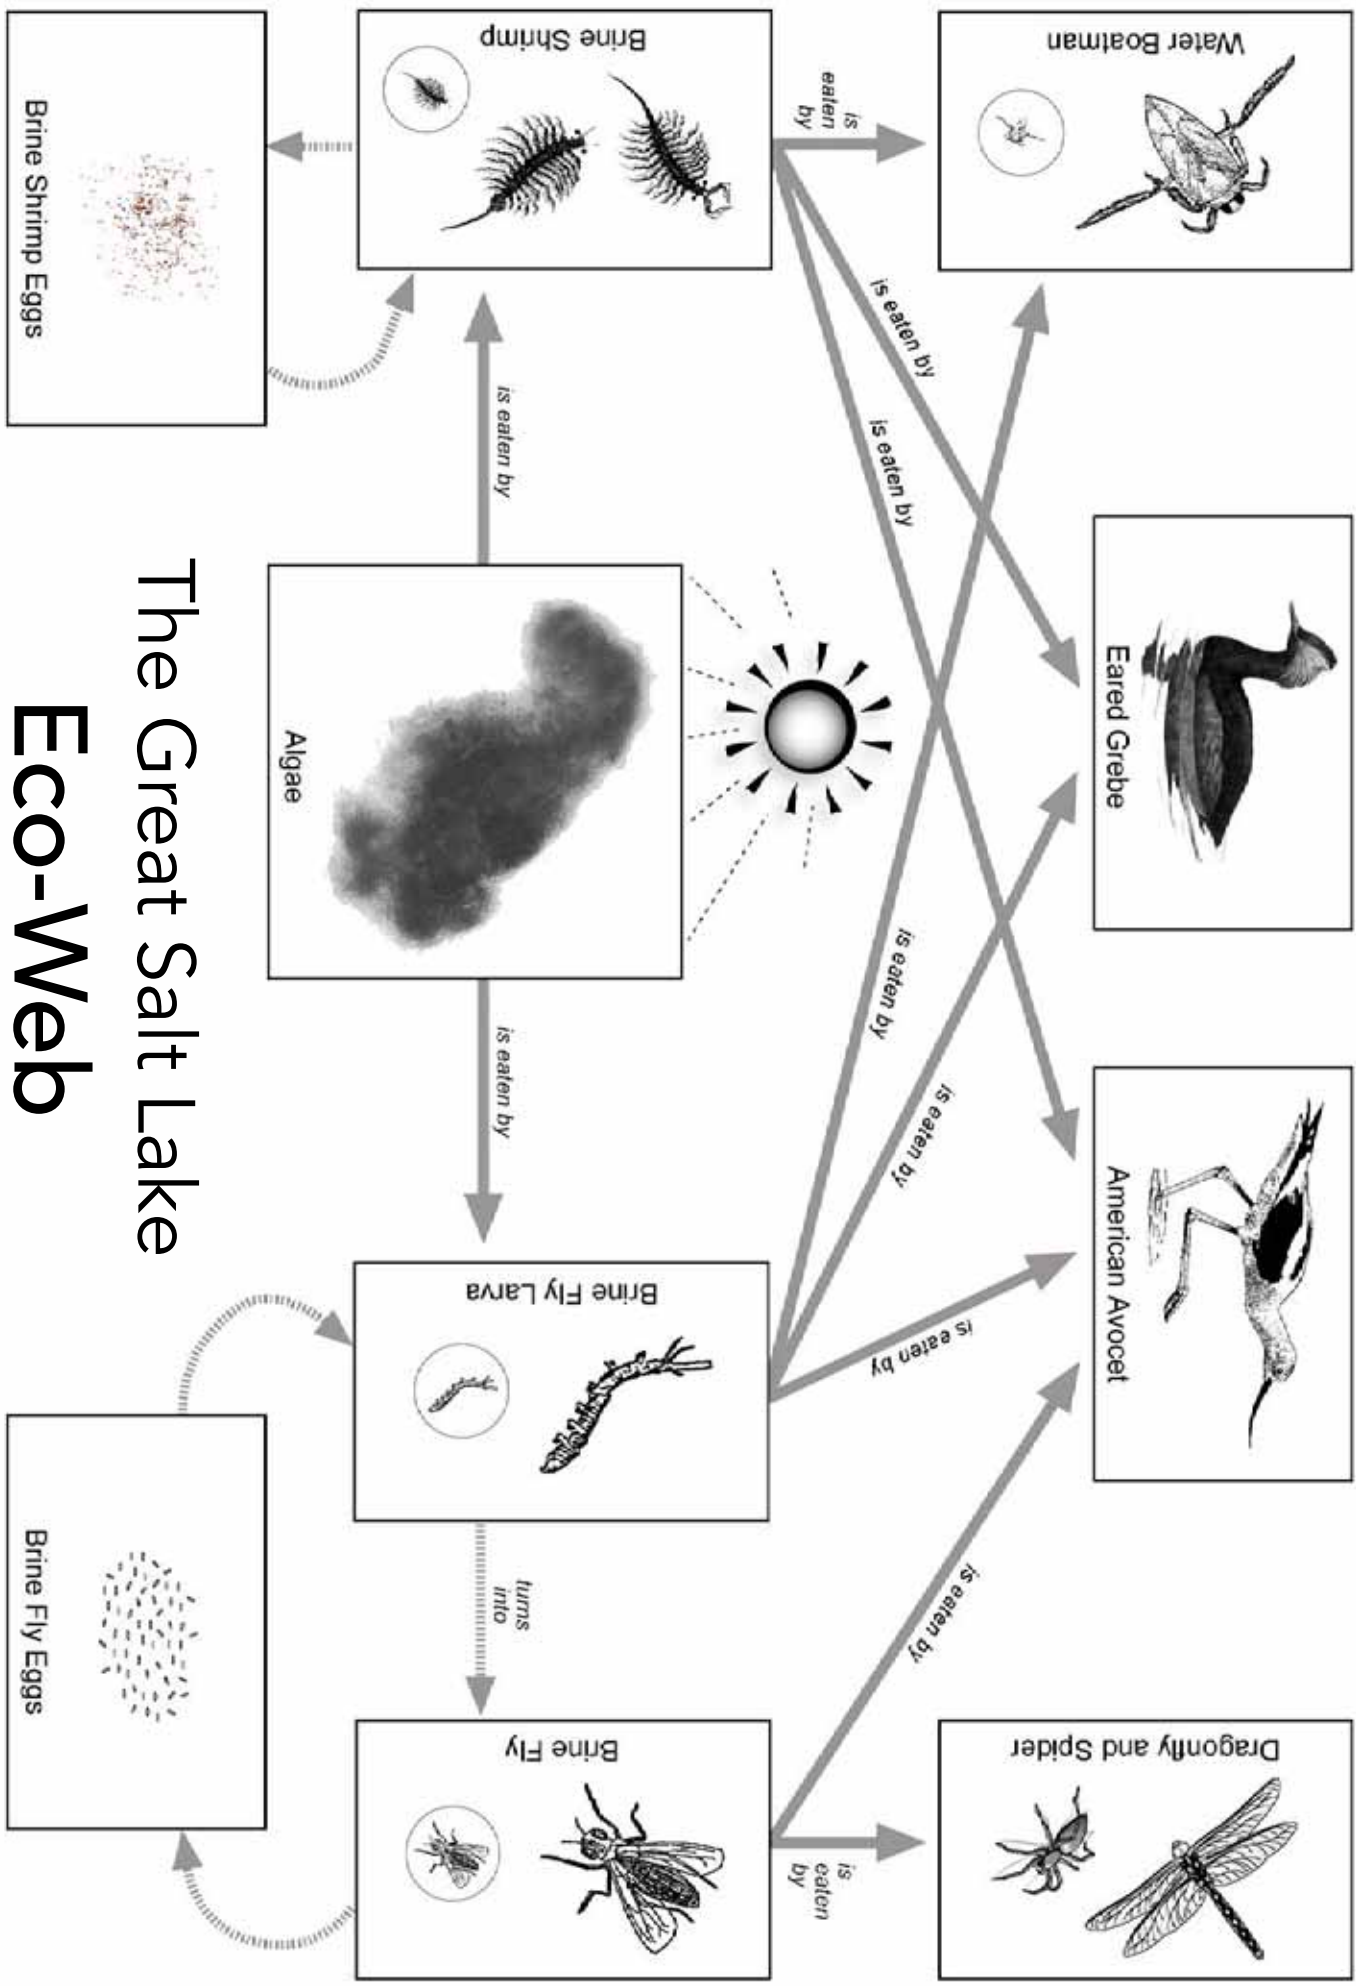 The Great Salt Lake
Eco-Web
Water Boatman
Eared Grebe
American Avocet
Dragonfly and Spider
is
eaten
by
is eaten by
is eaten by
is eaten by
is eaten by
is eaten by
is eaten by
is
eaten
by
Brine Shrimp
is eaten by
Algae
is eaten by
Brine Fly Larva
turns
into
Brine Fly
Brine Shrimp Eggs
Brine Fly Eggs